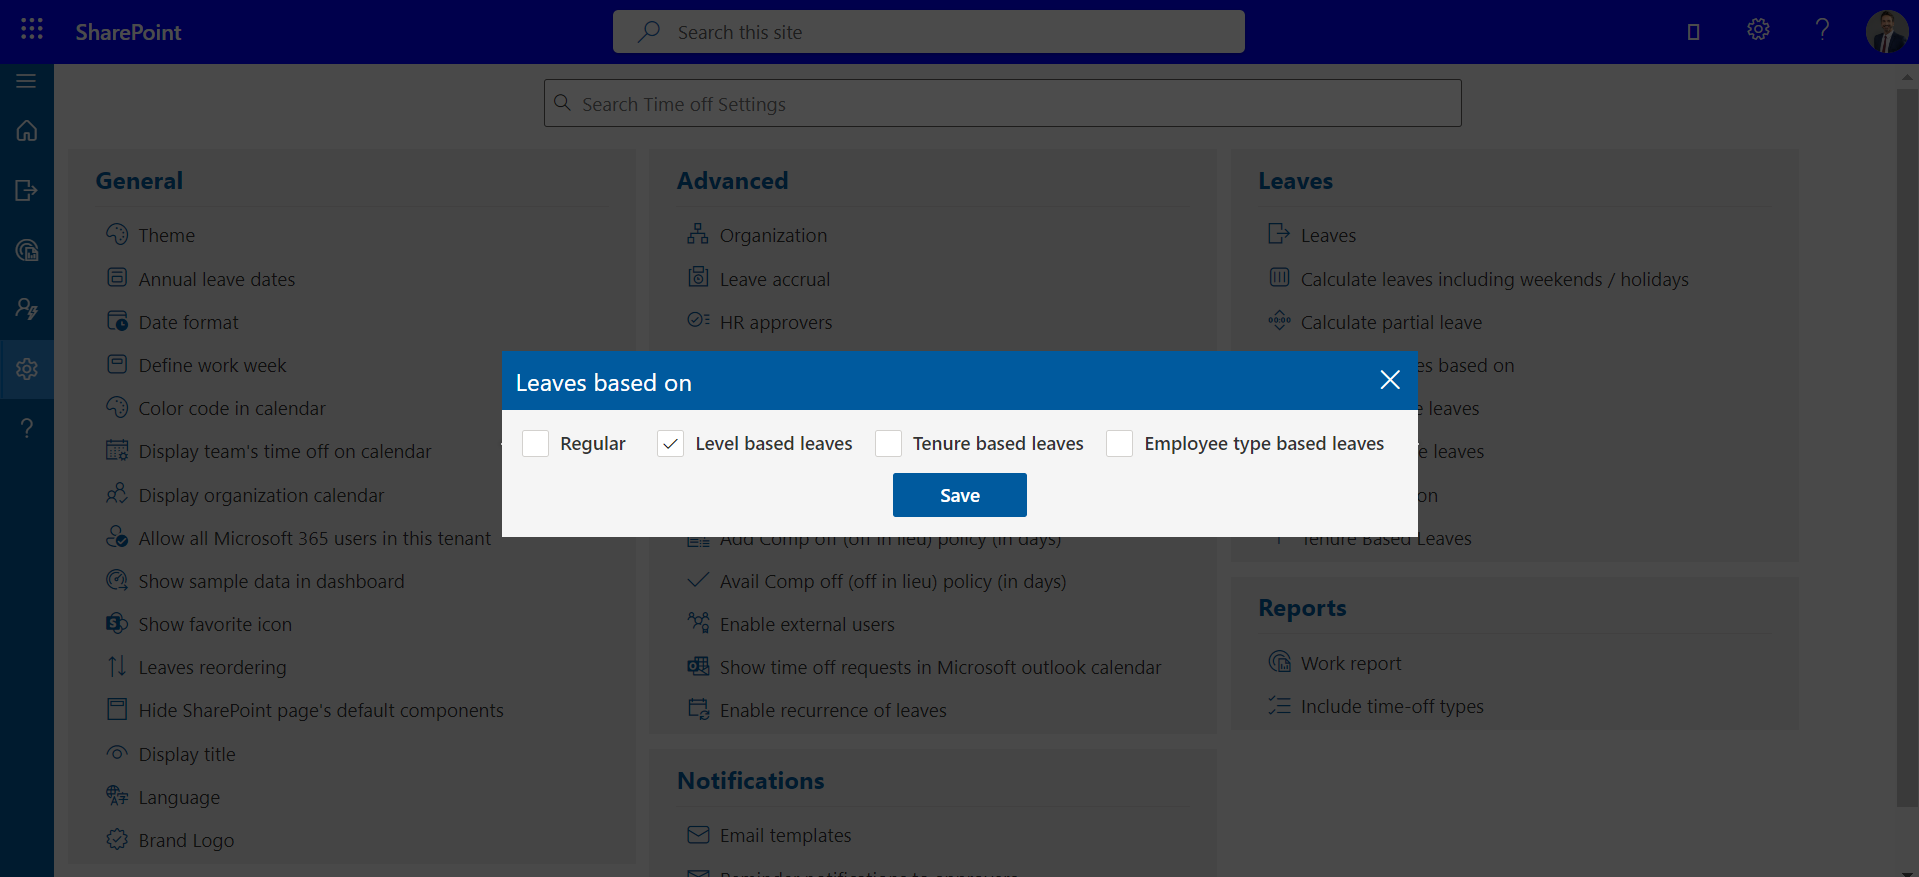 SharePoint
Search this site
Search Time off Settings
General
Theme
Annual leave dates
Date format
Define work week
Color code in calendar
Display team's time off on calendar
Display organization calendar
Allow all Microsoft 365 users in this tenant
Show sample data in dashboard
Show favorite icon
Leaves reordering
Hide SharePoint page's default components
Display title
Language
Brand Logo
Advanced
Organization
Leave accrual
HR approvers
Leaves based on
Regular
Level based leaves
Tenure based leaves
Employee type based leaves
Save
Add Comp off (off in lieu) policy (in days)
Avail Comp off (off in lieu) policy (in days)
Enable external users
Show time off requests in Microsoft outlook calendar
Enable recurrence of leaves
Notifications
Email templates
Reminder notifications to approvers
Leaves
Leaves
Calculate leaves including weekends / holidays
Calculate partial leave
based on
leaves
leaves
on
Tenure Based Leaves
Reports
Work report
Include time-off types